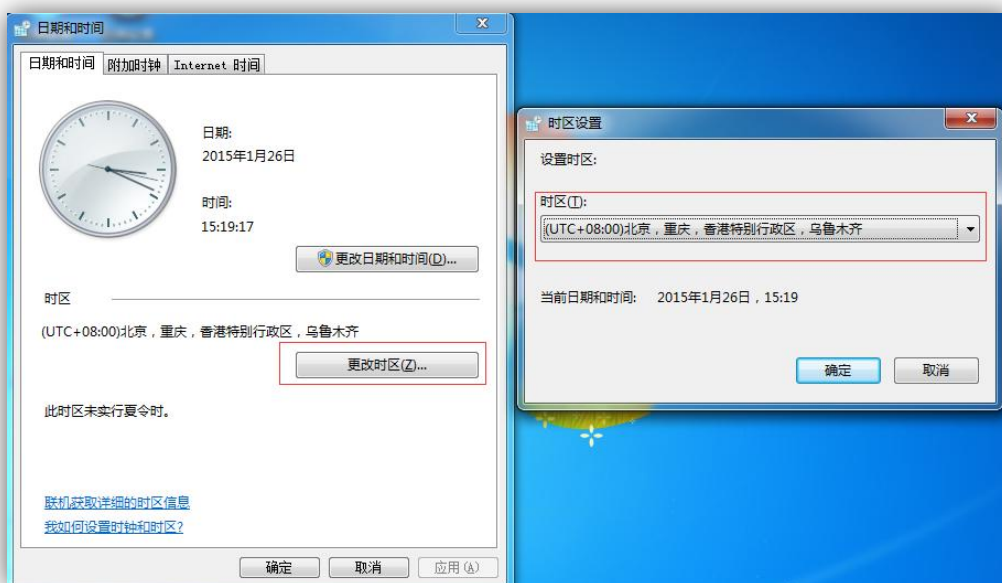 日期和时间
日期和时间
附加时钟
Internet 时间
日期:
2015年1月26日
时间:
15:19:17
更改日期和时间(D)...
时区
(UTC+08:00)北京，重庆，香港特别行政区，乌鲁木齐
更改时区(Z)...
此时区未实行夏令时。
联机获取详细的时区信息
我如何设置时钟和时区?
确定
取消
应用(A)
时区设置
设置时区:
时区(T):
(UTC+08:00)北京，重庆，香港特别行政区，乌鲁木齐
当前日期和时间: 2015年1月26日，15:19
确定
取消